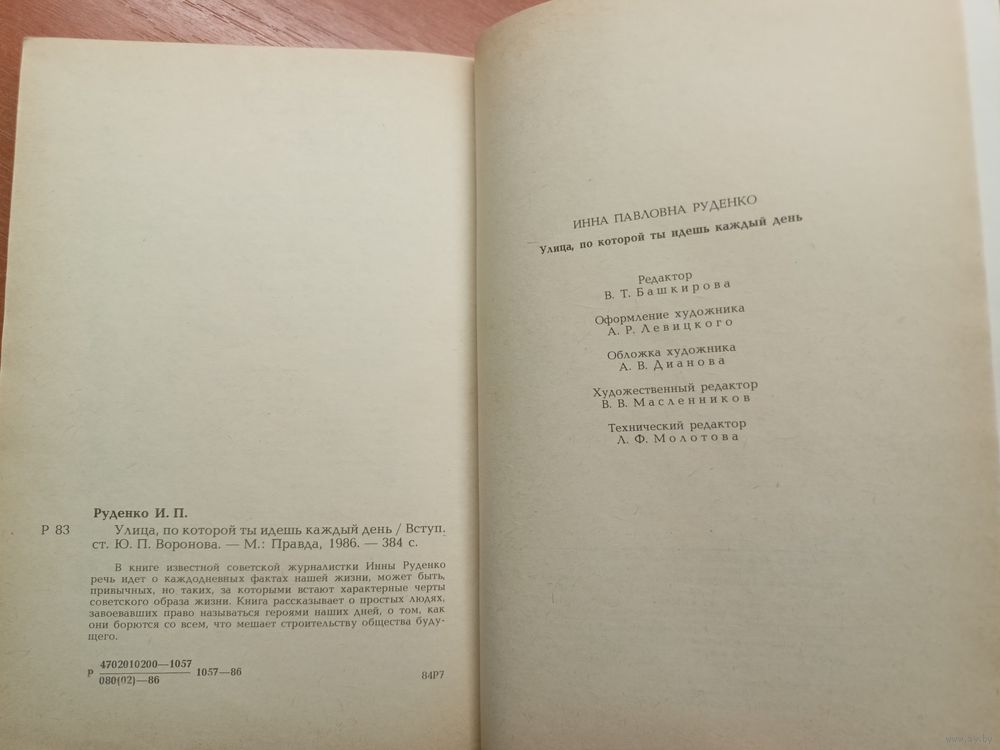 Руденко И. П.
Р 83 Улица, по которой ты идешь каждый день / Вступ.
ст. Ю. П. Воронова. — М.: Правда, 1986. — 384 с.
В книге известной советской журналистки Инны Руденко
речь идет о каждодневных фактах нашей жизни, может быть,
привычных, но таких, за которыми встают характерные черты
советского образа жизни. Книга рассказывает о простых людях,
завоевавших право называться героями наших дней, о том, как
они борются со всем, что мешает строительству общества буду-
щего.
4702010200—1057
Р 1057—86
080(02)—86
84Р7
ИННА ПАВЛОВНА РУДЕНКО
Улица, по которой ты идешь каждый день
Редактор
В. Т. Башкирова
Оформление художника
А. Р. Левицкого
Обложка художника
А. В. Дианова
Художественный редактор
В. В. Масленников
Технический редактор
Л. Ф. Молотова